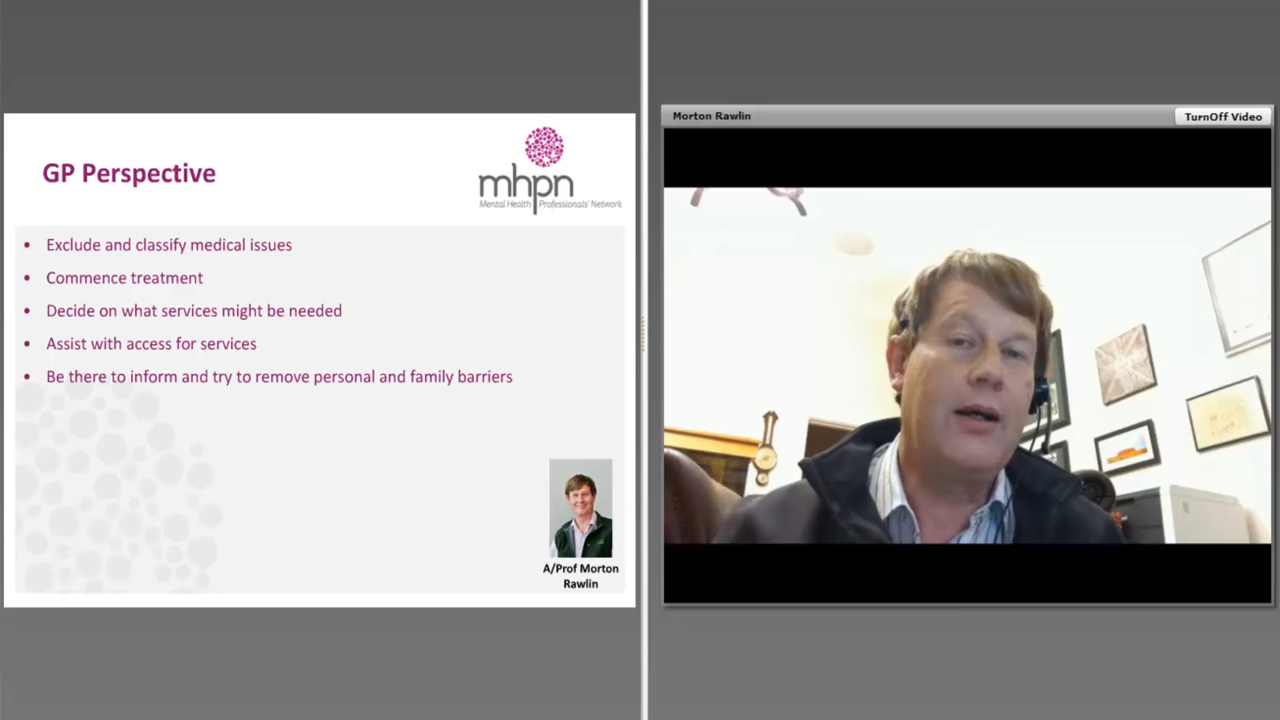 GP Perspective
mhpn
Mental Health Professionals' Network
• Exclude and classify medical issues
• Commence treatment
• Decide on what services might be needed
• Assist with access for services
• Be there to inform and try to remove personal and family barriers
A/Prof Morton
Rawlin
Morton Rawlin
TurnOff Video